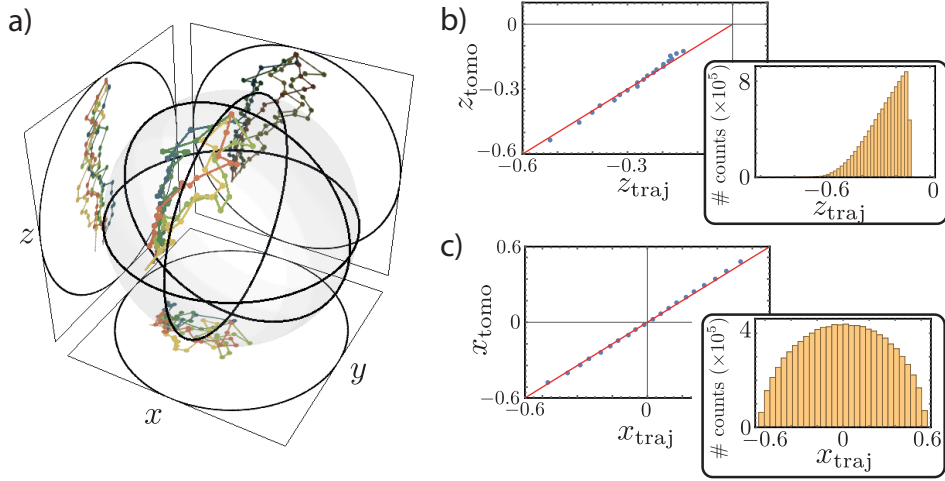 a)
z
x
y
b)
0
−0.3
−0.6
z_tomo
−0.6
−0.3
z_traj
# counts (×10^5)
8
0
−0.6
0
z_traj
c)
0.6
0
−0.6
x_tomo
−0.6
0
x_traj
# counts (×10^5)
4
0
−0.6
0
0.6
x_traj